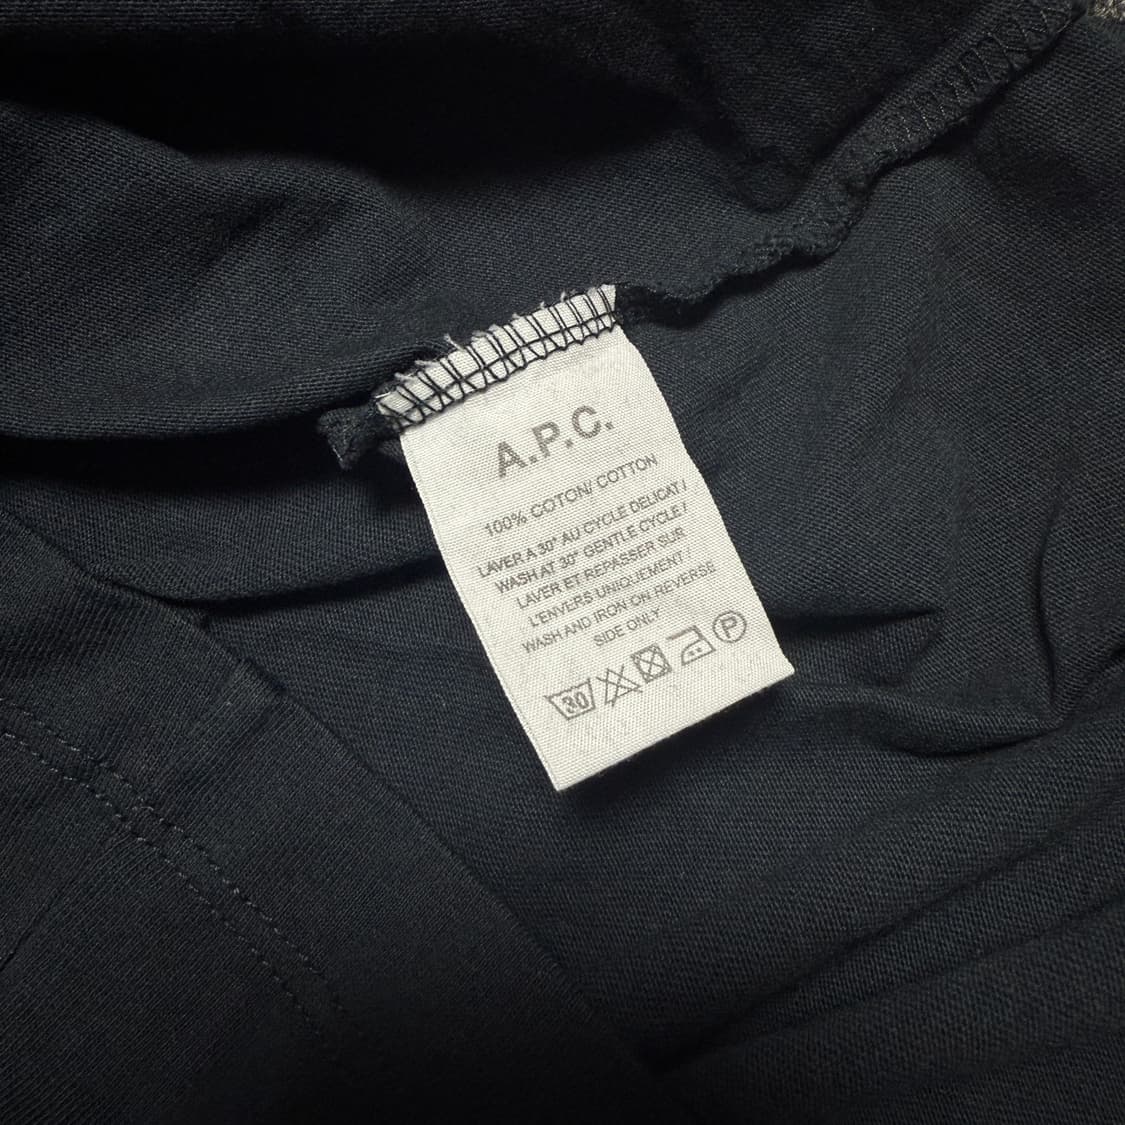 A.P.C.
100% COTON/ COTTON
LAVER A 30° AU CYCLE DELICAT /
WASH AT 30° GENTLE CYCLE /
LAVER ET REPASSER SUR
L'ENVERS UNIQUEMENT /
WASH AND IRON ON REVERSE
SIDE ONLY
30 P